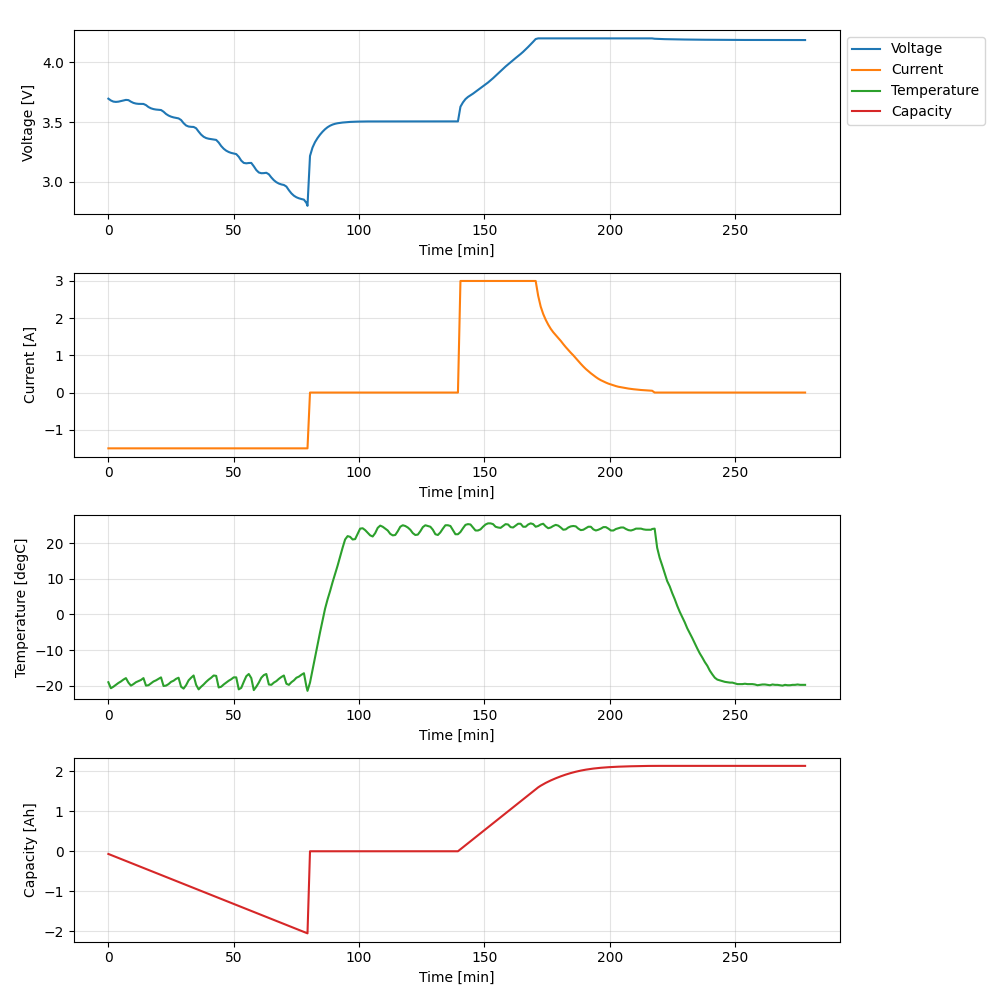 4.0
3.5
3.0
Voltage [V]
0 50 100 150 200 250
Time [min]
Voltage
Current
Temperature
Capacity
3
2
1
0
−1
Current [A]
0 50 100 150 200 250
Time [min]
20
10
0
−10
−20
Temperature [degC]
0 50 100 150 200 250
Time [min]
2
1
0
−1
−2
Capacity [Ah]
0 50 100 150 200 250
Time [min]